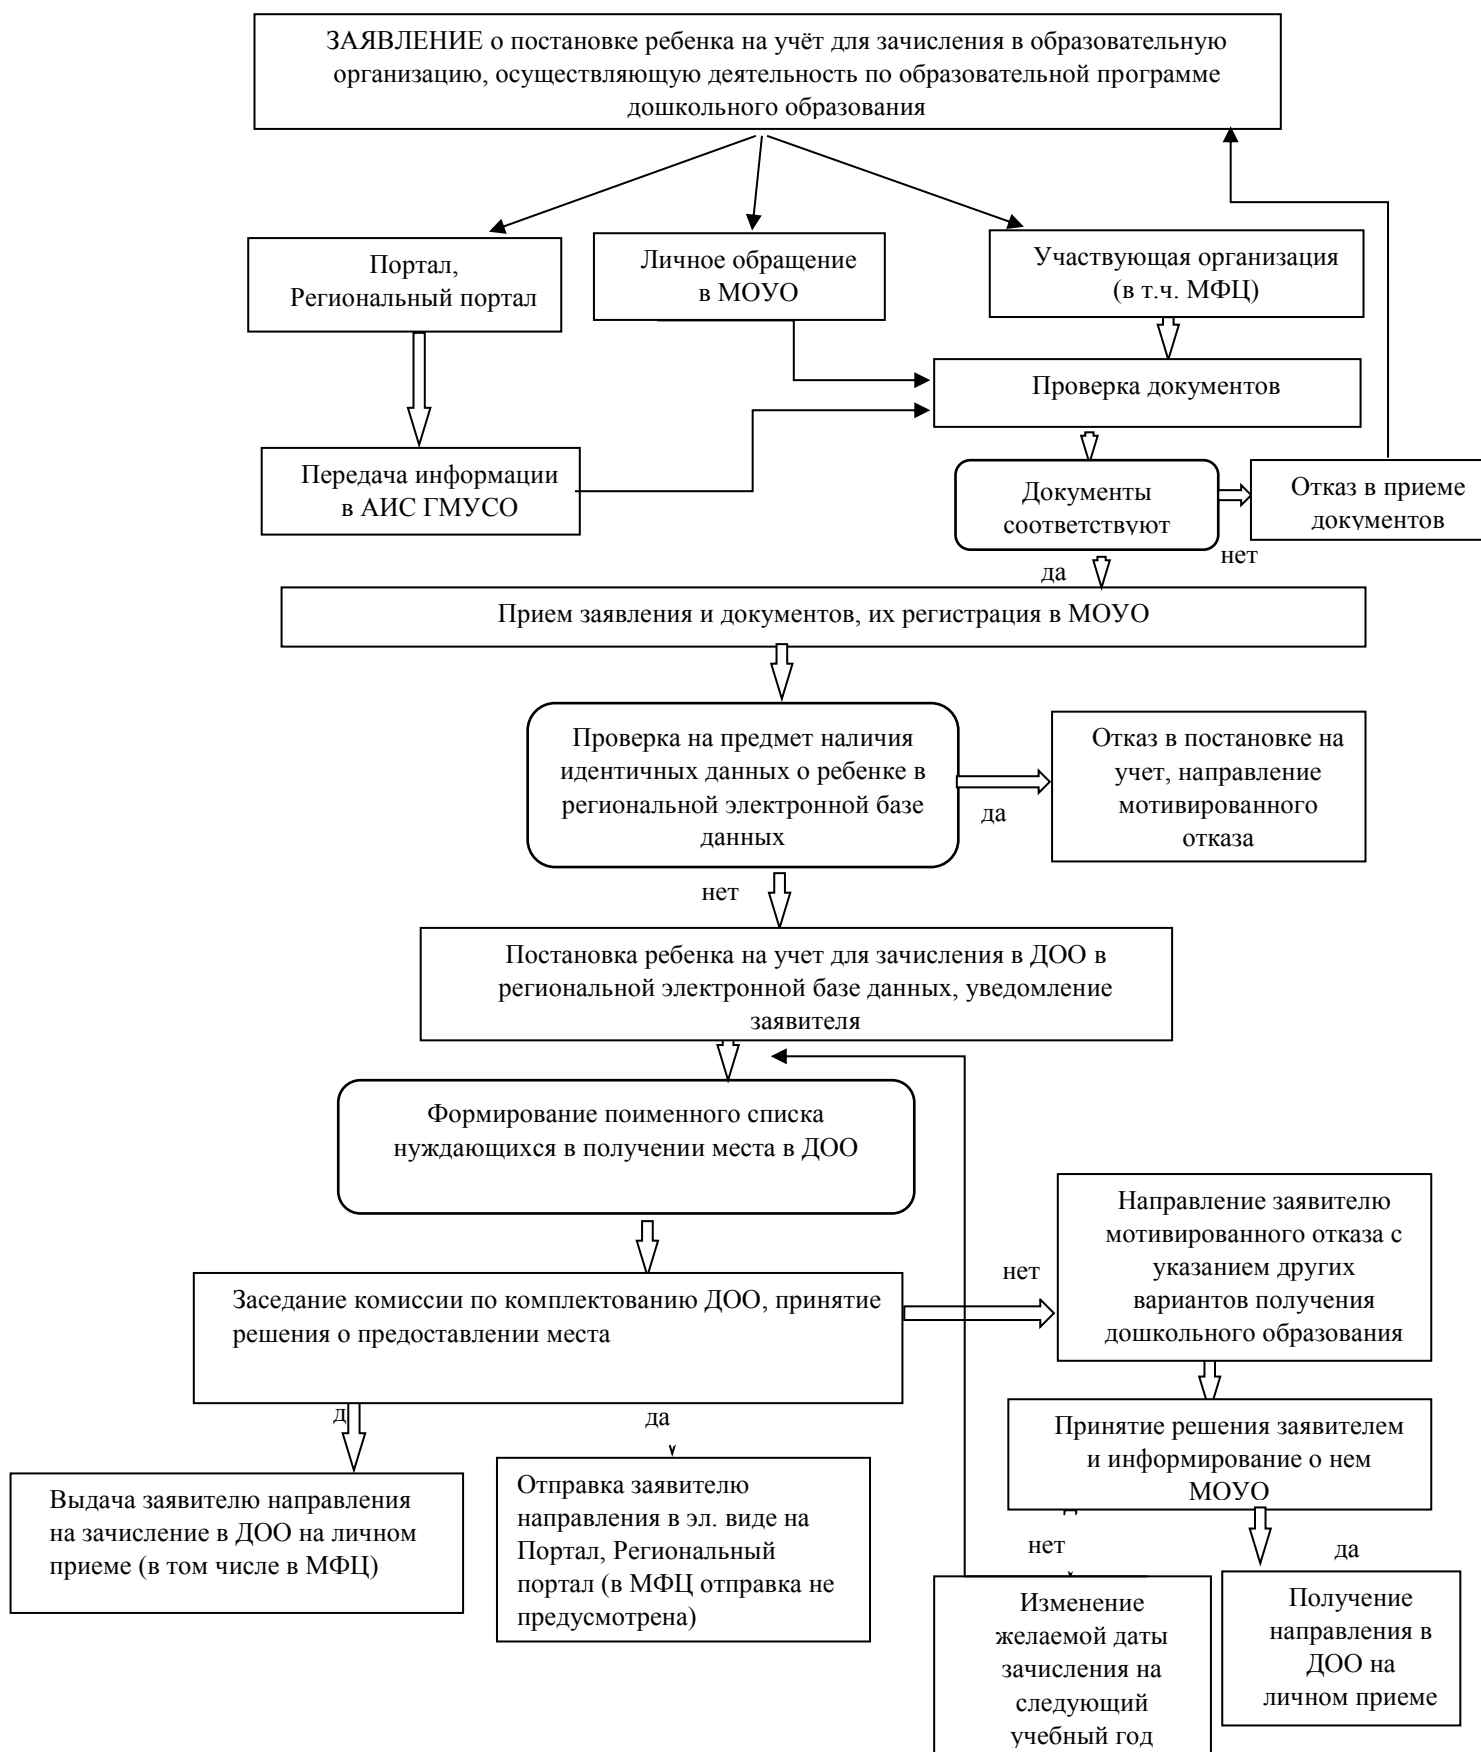 ЗАЯВЛЕНИЕ о постановке ребенка на учёт для зачисления в образовательную
организацию, осуществляющую деятельность по образовательной программе
дошкольного образования
Портал,
Региональный портал
Личное обращение
в МОУО
Участвующая организация
(в т.ч. МФЦ)
Проверка документов
Передача информации
в АИС ГМУСО
Документы
соответствуют
Отказ в приеме
документов
нет
да
Прием заявления и документов, их регистрация в МОУО
Проверка на предмет наличия
идентичных данных о ребенке в
региональной электронной базе
данных
да
Отказ в постановке на
учет, направление
мотивированного
отказа
нет
Постановка ребенка на учет для зачисления в ДОО в
региональной электронной базе данных, уведомление
заявителя
Формирование поименного списка
нуждающихся в получении места в ДОО
Заседание комиссии по комплектованию ДОО, принятие
решения о предоставлении места
нет
Направление заявителю
мотивированного отказа с
указанием других
вариантов получения
дошкольного образования
д
да
Принятие решения заявителем
и информирование о нем
МОУО
Выдача заявителю направления
на зачисление в ДОО на личном
приеме (в том числе в МФЦ)
Отправка заявителю
направления в эл. виде на
Портал, Региональный
портал (в МФЦ отправка не
предусмотрена)
нет
да
Изменение
желаемой даты
зачисления на
следующий
учебный год
Получение
направления в
ДОО на
личном приеме